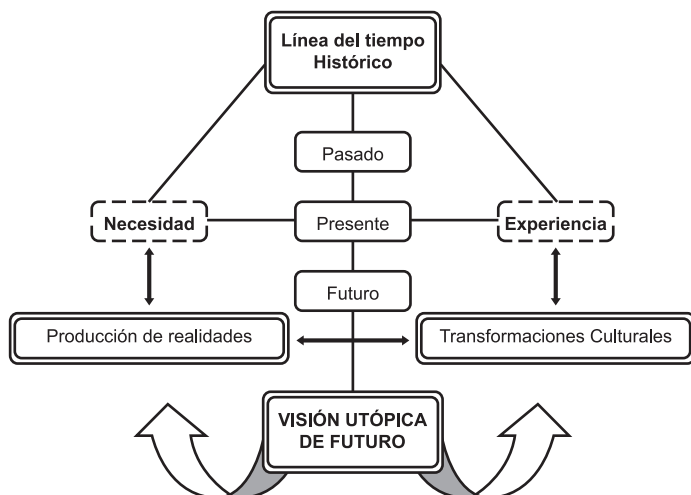 Línea del tiempo
Histórico
Pasado
Necesidad
Presente
Experiencia
Futuro
Producción de realidades
Transformaciones Culturales
VISIÓN UTÓPICA
DE FUTURO